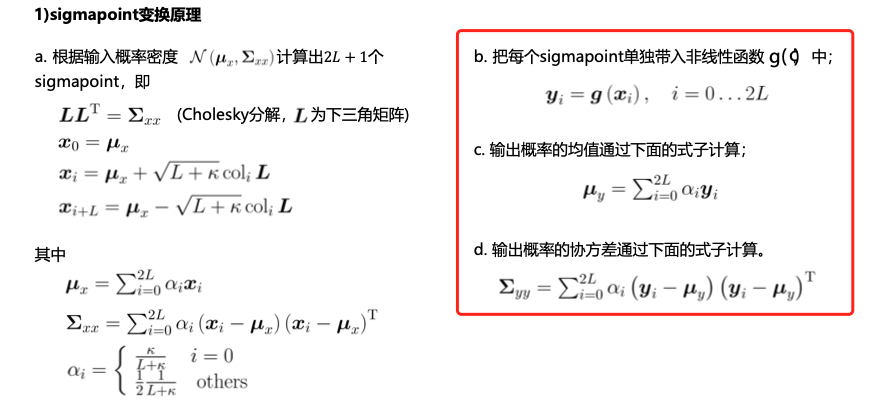 1)sigmapoint变换原理
a. 根据输入概率密度 $\mathcal{N}(\boldsymbol{\mu}_x, \boldsymbol{\Sigma}_{xx})$ 计算出2L + 1个
sigmapoint，即
$\boldsymbol{L}\boldsymbol{L}^{\mathrm{T}} = \boldsymbol{\Sigma}_{xx}$ (Cholesky分解，$\boldsymbol{L}$ 为下三角矩阵)
$\boldsymbol{x}_0 = \boldsymbol{\mu}_x$
$\boldsymbol{x}_i = \boldsymbol{\mu}_x + \sqrt{L + \kappa}\,\mathrm{col}_i\,\boldsymbol{L}$
$\boldsymbol{x}_{i+L} = \boldsymbol{\mu}_x - \sqrt{L + \kappa}\,\mathrm{col}_i\,\boldsymbol{L}$
其中
$\boldsymbol{\mu}_x = \sum_{i=0}^{2L} \alpha_i \boldsymbol{x}_i$
$\boldsymbol{\Sigma}_{xx} = \sum_{i=0}^{2L} \alpha_i (\boldsymbol{x}_i - \boldsymbol{\mu}_x)(\boldsymbol{x}_i - \boldsymbol{\mu}_x)^{\mathrm{T}}$
$\alpha_i = \begin{cases} \frac{\kappa}{L+\kappa} & i = 0 \\ \frac{1}{2}\frac{1}{L+\kappa} & \text{others} \end{cases}$
b. 把每个sigmapoint单独带入非线性函数 g(·) 中；
$\boldsymbol{y}_i = \boldsymbol{g}(\boldsymbol{x}_i), \quad i = 0 \ldots 2L$
c. 输出概率的均值通过下面的式子计算；
$\boldsymbol{\mu}_y = \sum_{i=0}^{2L} \alpha_i \boldsymbol{y}_i$
d. 输出概率的协方差通过下面的式子计算。
$\boldsymbol{\Sigma}_{yy} = \sum_{i=0}^{2L} \alpha_i (\boldsymbol{y}_i - \boldsymbol{\mu}_y)(\boldsymbol{y}_i - \boldsymbol{\mu}_y)^{\mathrm{T}}$